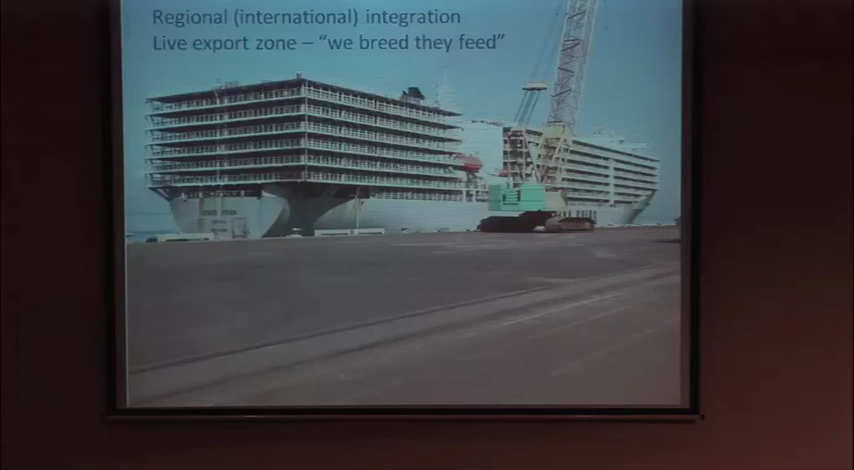 Regional (international) integration
Live export zone – “we breed they feed”